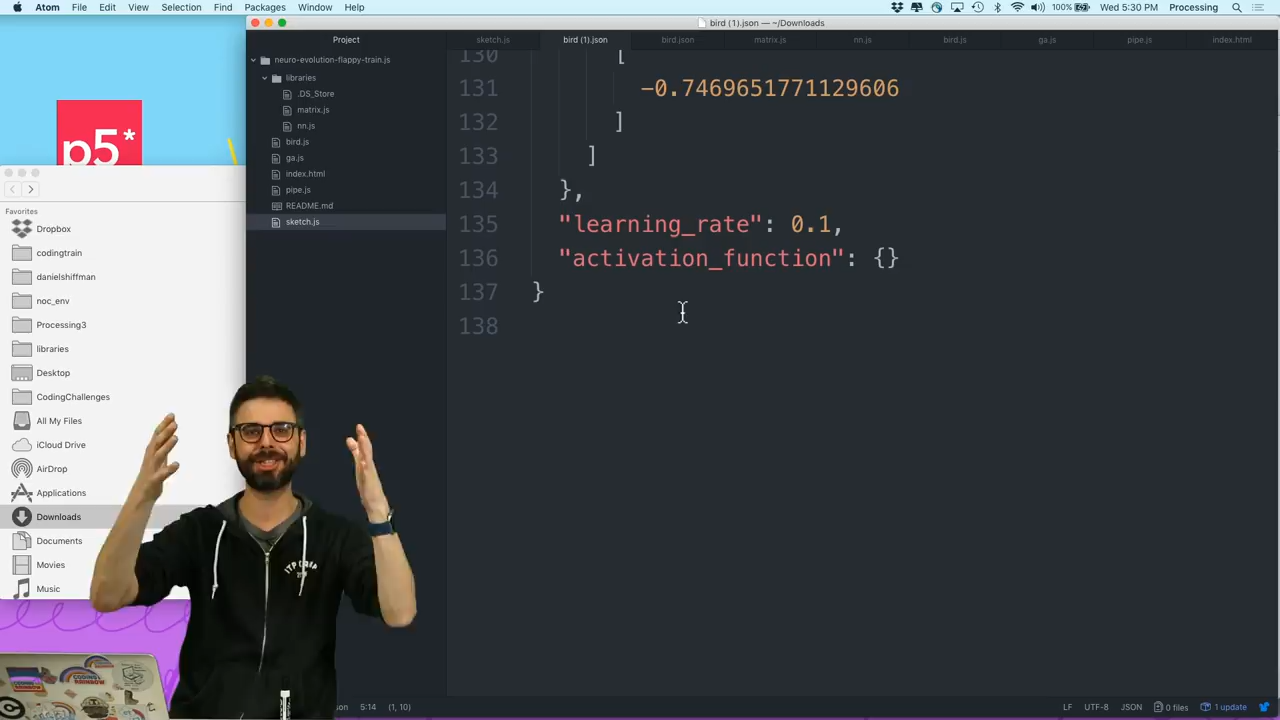 Atom File Edit View Selection Find Packages Window Help 100% Wed 5:30 PM Processing
bird (1).json — ~/Downloads
Project
sketch.js bird (1).json bird.json matrix.js nn.js bird.js ga.js pipe.js index.html
neuro-evolution-flappy-train.js
libraries
.DS_Store
matrix.js
nn.js
bird.js
ga.js
index.html
pipe.js
README.md
sketch.js
p5*
Favorites
Dropbox
codingtrain
danielshiffman
noc_env
Processing3
libraries
Desktop
CodingChallenges
All My Files
iCloud Drive
AirDrop
Applications
Downloads
Documents
Movies
Music
130 [
131 -0.7469651771129606
132 ]
133 ]
134 },
135 "learning_rate": 0.1,
136 "activation_function": {}
137 }
138
5:14 (1, 10) LF UTF-8 JSON 0 files 1 update